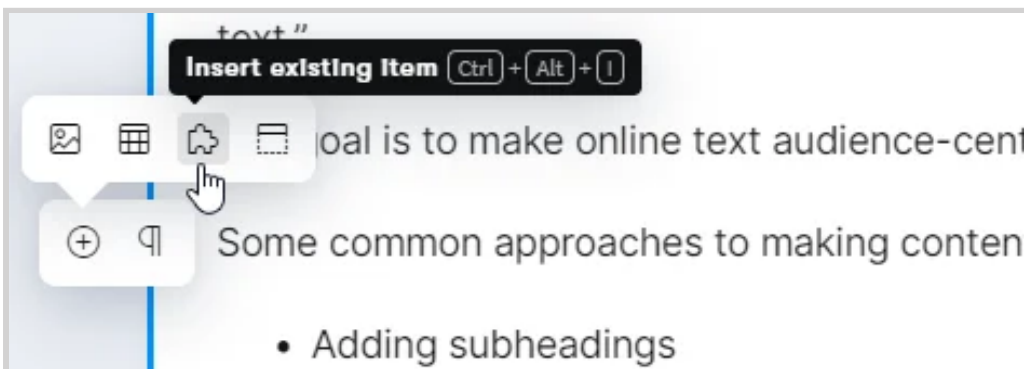 text.”
Insert existing item Ctrl + Alt + I
goal is to make online text audience-cent
Some common approaches to making conten
• Adding subheadings